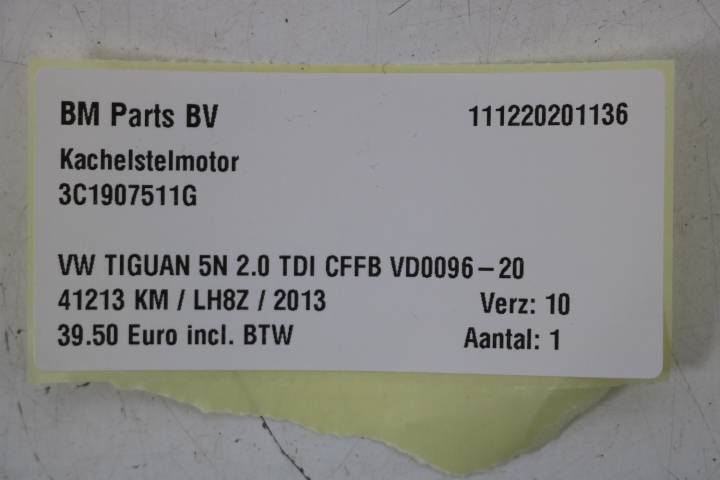 BM Parts BV 111220201136
Kachelstelmotor
3C1907511G
VW TIGUAN 5N 2.0 TDI CFFB VD0096-20
41213 KM / LH8Z / 2013 Verz: 10
39.50 Euro incl. BTW Aantal: 1